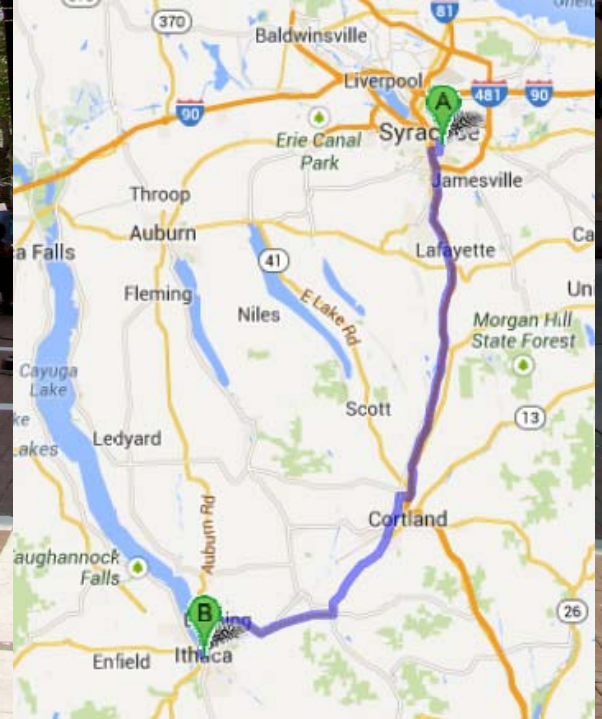 81
370
Baldwinsville
Liverpool
A
481
90
90
Erie Canal
Park
Jamesville
Throop
Auburn
41
Lafayette
Ca
a Falls
Fleming
E Lake Rd
Niles
Un
Morgan Hill
State Forest
Cayuga
Lake
Scott
13
ke
akes
Ledyard
Auburn Rd
Cortland
aughannock
Falls
B
26
Enfield
Ithaca